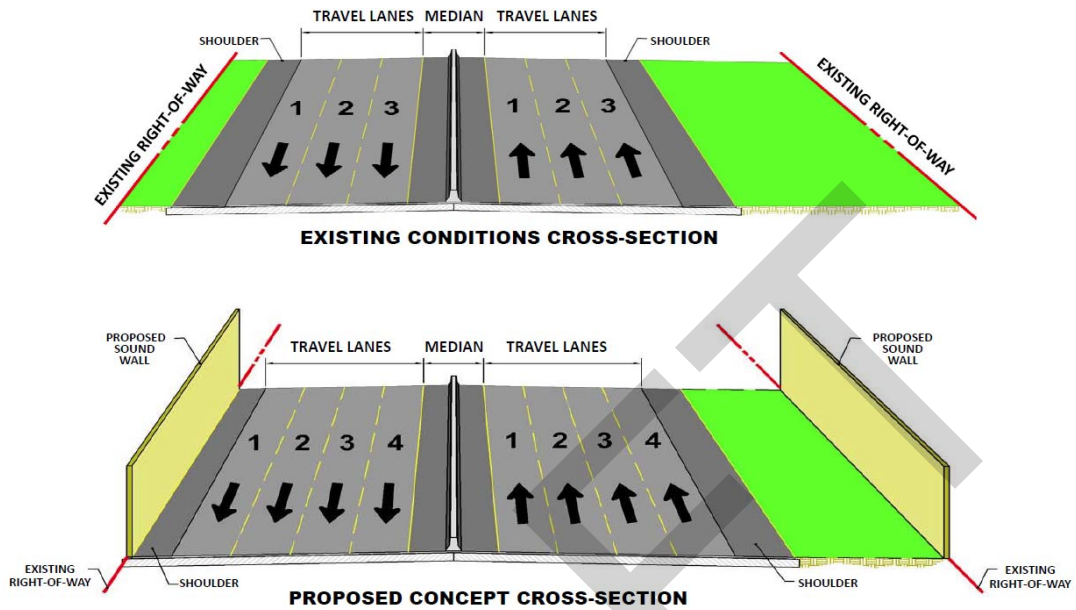 TRAVEL LANES MEDIAN TRAVEL LANES
SHOULDER SHOULDER
EXISTING RIGHT-OF-WAY
EXISTING RIGHT-OF-WAY
1 2 3 1 2 3
EXISTING CONDITIONS CROSS-SECTION
PROPOSED
SOUND
WALL
PROPOSED
SOUND
WALL
TRAVEL LANES MEDIAN TRAVEL LANES
1 2 3 4 1 2 3 4
EXISTING
RIGHT-OF-WAY
SHOULDER
SHOULDER
EXISTING
RIGHT-OF-WAY
PROPOSED CONCEPT CROSS-SECTION